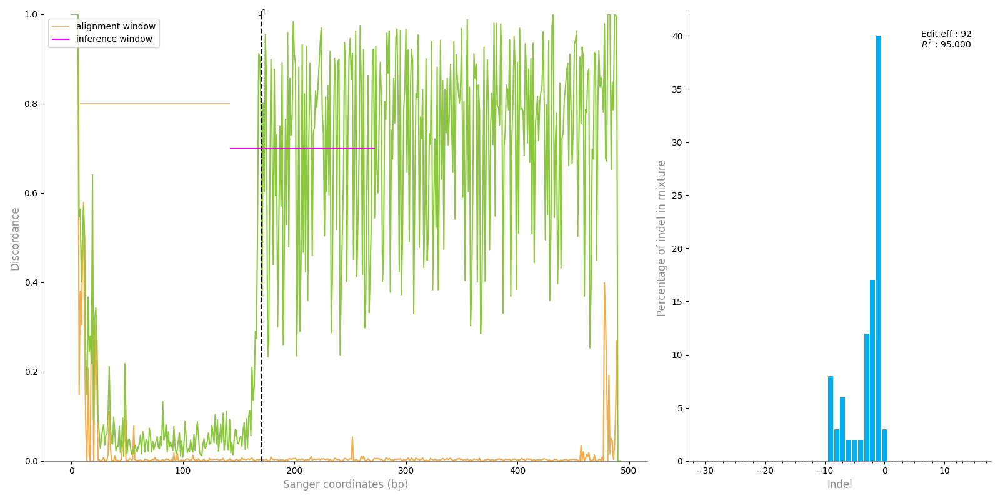 g1
alignment window
inference window
1.0
0.8
0.6
0.4
0.2
0.0
Discordance
0
100
200
300
400
500
Sanger coordinates (bp)
Edit eff : 92
R² : 95.000
40
35
30
25
20
15
10
5
0
Percentage of indel in mixture
−30
−20
−10
0
10
Indel